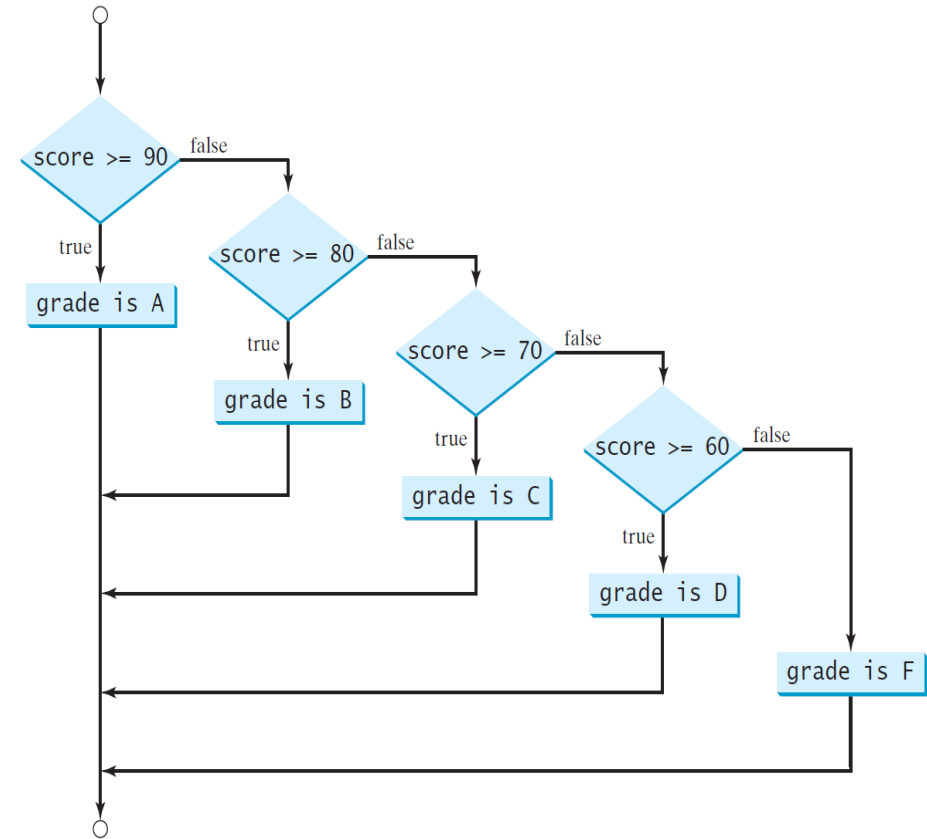 score >= 90
false
true
grade is A
score >= 80
false
true
grade is B
score >= 70
false
true
grade is C
score >= 60
false
true
grade is D
grade is F